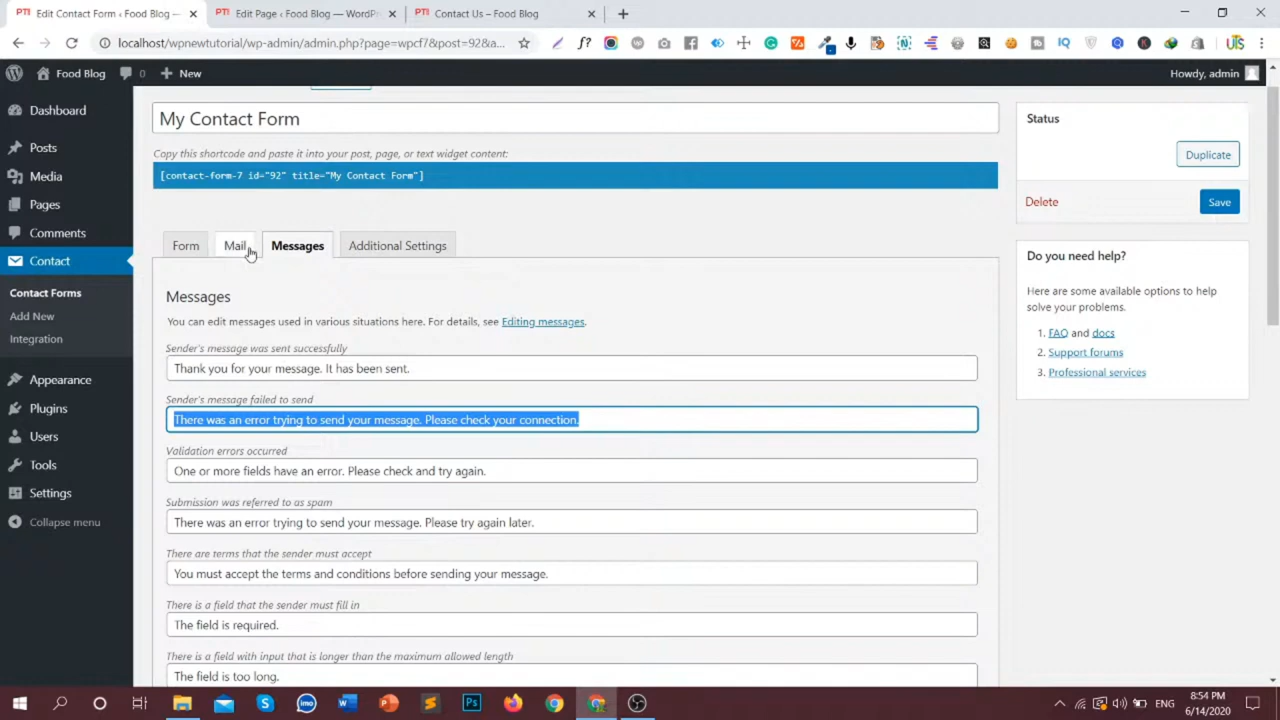 PTI Edit Contact Form ‹ Food Blog —
PTI Edit Page ‹ Food Blog — WordPr
PTI Contact Us – Food Blog
localhost/wpnewtutorial/wp-admin/admin.php?page=wpcf7&post=92&a...
Food Blog
0
New
Howdy, admin
Dashboard
Posts
Media
Pages
Comments
Contact
Contact Forms
Add New
Integration
Appearance
Plugins
Users
Tools
Settings
Collapse menu
My Contact Form
Copy this shortcode and paste it into your post, page, or text widget content:
[contact-form-7 id="92" title="My Contact Form"]
Form
Mail
Messages
Additional Settings
Messages
You can edit messages used in various situations here. For details, see Editing messages.
Sender's message was sent successfully
Thank you for your message. It has been sent.
Sender's message failed to send
There was an error trying to send your message. Please check your connection.
Validation errors occurred
One or more fields have an error. Please check and try again.
Submission was referred to as spam
There was an error trying to send your message. Please try again later.
There are terms that the sender must accept
You must accept the terms and conditions before sending your message.
There is a field that the sender must fill in
The field is required.
There is a field with input that is longer than the maximum allowed length
The field is too long.
Status
Duplicate
Delete
Save
Do you need help?
Here are some available options to help
solve your problems.
1. FAQ and docs
2. Support forums
3. Professional services
ENG
8:54 PM
6/14/2020